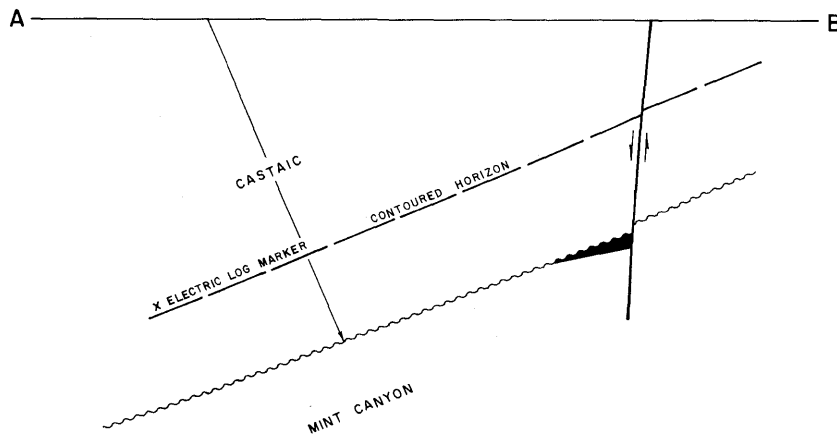 A
B
CASTAIC
X ELECTRIC LOG MARKER
CONTOURED HORIZON
MINT CANYON